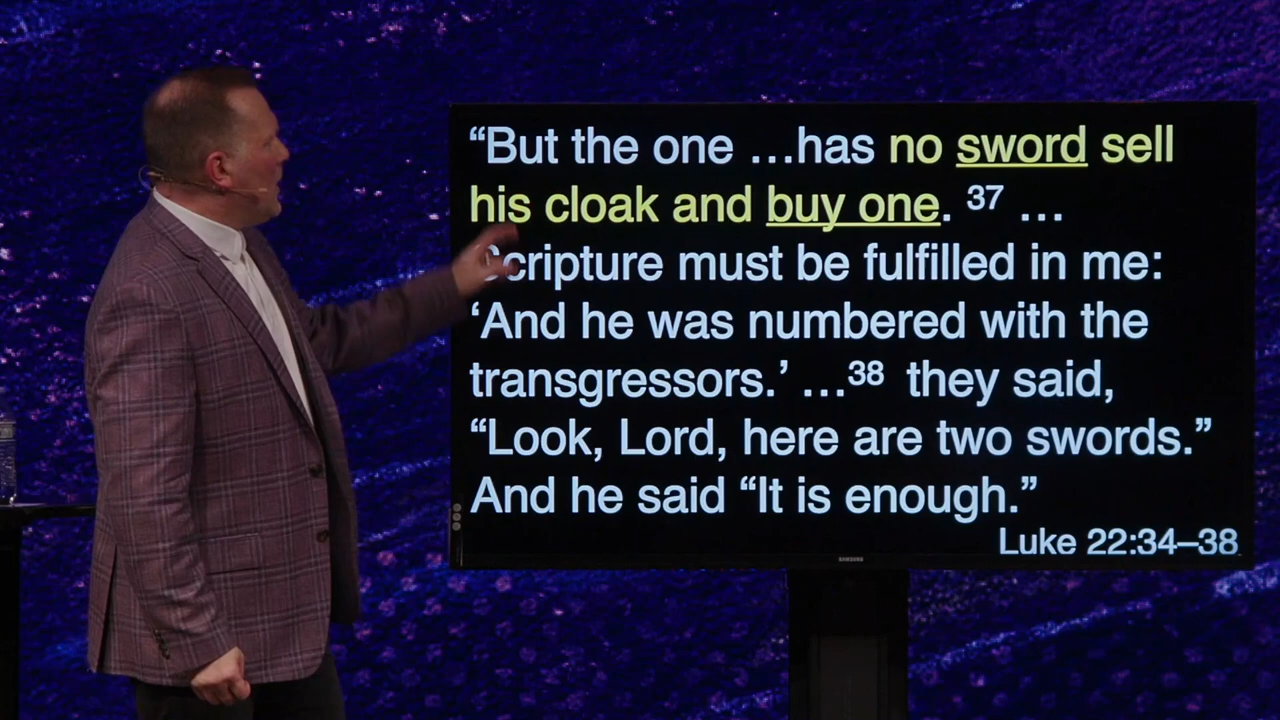 “But the one …has no sword sell
his cloak and buy one. 37 …
Scripture must be fulfilled in me:
‘And he was numbered with the
transgressors.’ …38 they said,
“Look, Lord, here are two swords.”
And he said “It is enough.”
Luke 22:34–38
SAMSUNG